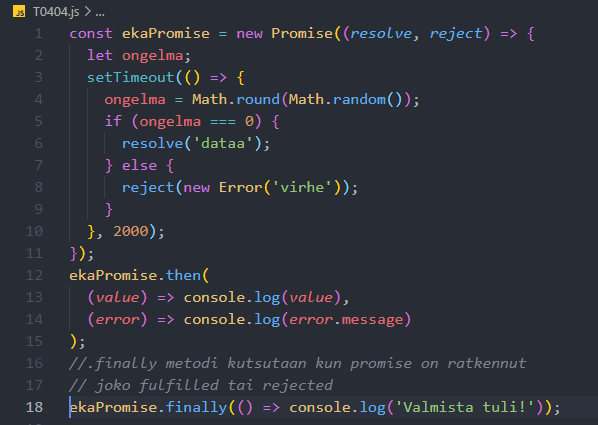 JS T0404.js > ...
1 const ekaPromise = new Promise((resolve, reject) => {
2   let ongelma;
3   setTimeout(() => {
4     ongelma = Math.round(Math.random());
5     if (ongelma === 0) {
6       resolve('dataa');
7     } else {
8       reject(new Error('virhe'));
9     }
10   }, 2000);
11 });
12 ekaPromise.then(
13   (value) => console.log(value),
14   (error) => console.log(error.message)
15 );
16 //.finally metodi kutsutaan kun promise on ratkennut
17 // joko fulfilled tai rejected
18 ekaPromise.finally(() => console.log('Valmista tuli!'));